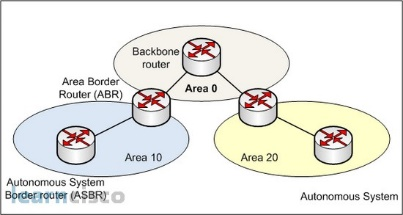 Backbone
router
Area 0
Area Border
Router (ABR)
Area 10
Area 20
Autonomous System
Border router (ASBR)
Autonomous System
learncisco